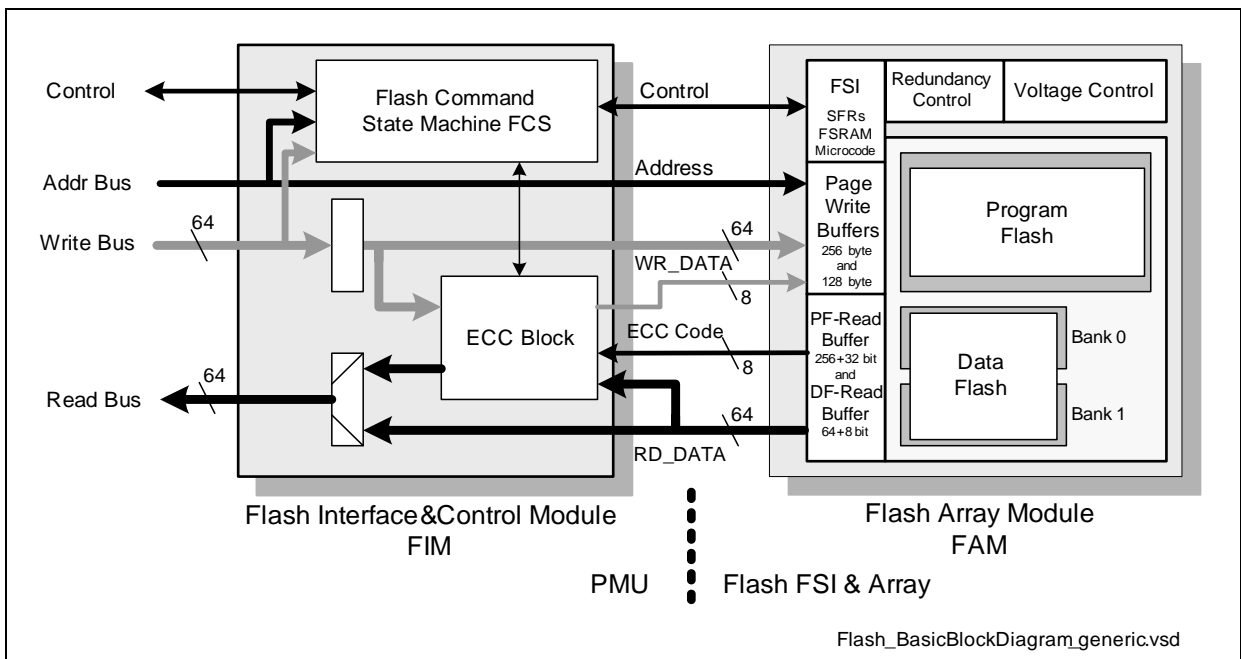 Control
Addr Bus
Write Bus
64
Read Bus
64
Flash Command
State Machine FCS
ECC Block
Control
Address
64
WR_DATA
8
ECC Code
8
64
RD_DATA
FSI
SFRs
FSRAM
Microcode
Redundancy
Control
Voltage Control
Page
Write
Buffers
256 byte
and
128 byte
PF-Read
Buffer
256+32 bit
and
DF-Read
Buffer
64+8 bit
Program
Flash
Data
Flash
Bank 0
Bank 1
Flash Interface&Control Module
FIM
Flash Array Module
FAM
PMU
Flash FSI & Array
Flash_BasicBlockDiagram_generic.vsd